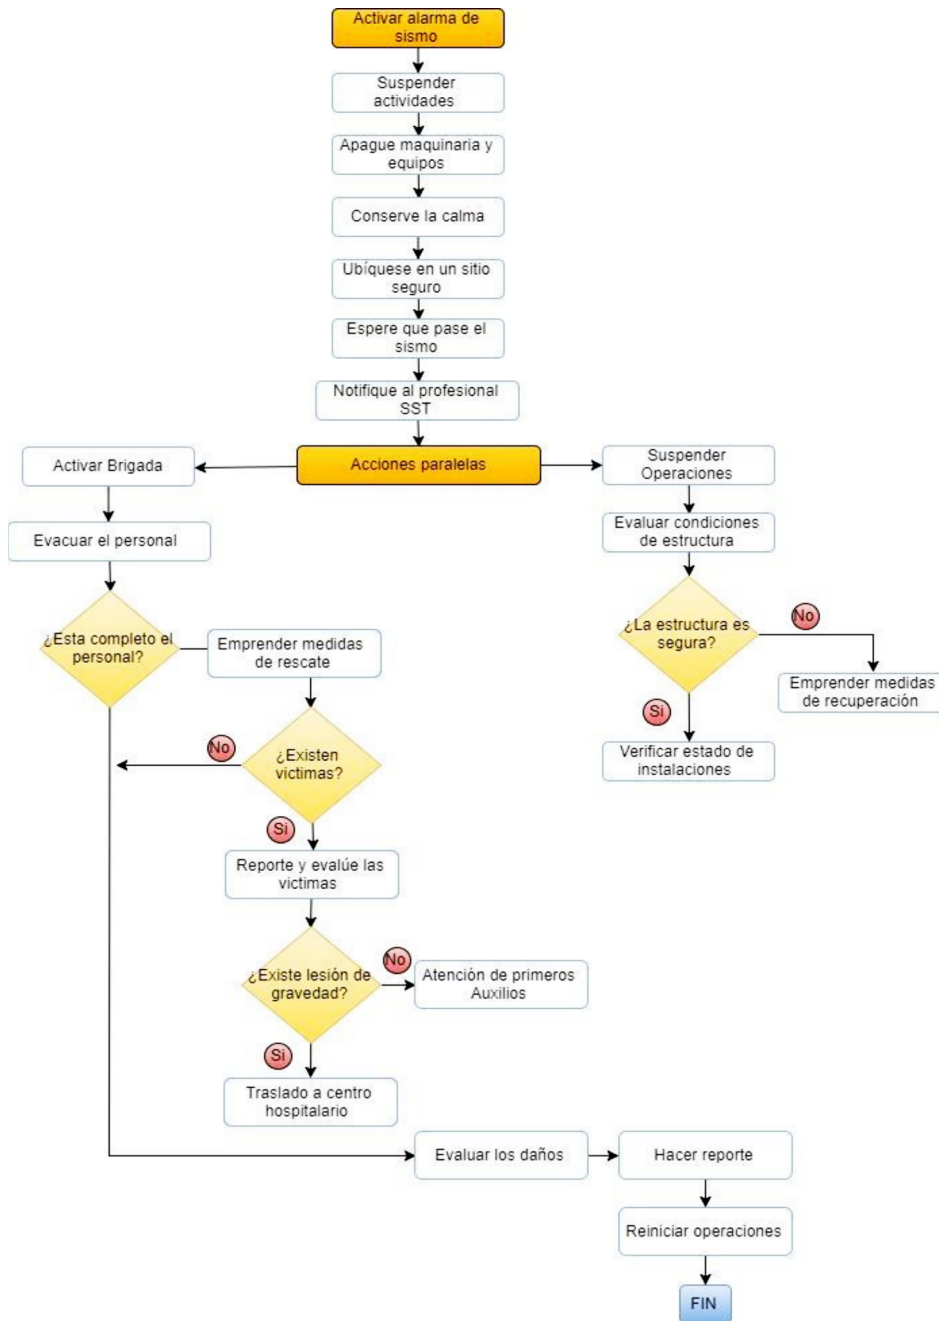 Activar alarma de
sismo
Suspender
actividades
Apague maquinaria y
equipos
Conserve la calma
Ubíquese en un sitio
seguro
Espere que pase el
sismo
Notifique al profesional
SST
Acciones paralelas
Activar Brigada
Evacuar el personal
¿Esta completo el
personal?
Emprender medidas
de rescate
¿Existen
victimas?
No
Si
Reporte y evalúe las
victimas
¿Existe lesión de
gravedad?
No
Atención de primeros
Auxilios
Si
Traslado a centro
hospitalario
Suspender
Operaciones
Evaluar condiciones
de estructura
¿La estructura es
segura?
No
Emprender medidas
de recuperación
Si
Verificar estado de
instalaciones
Evaluar los daños
Hacer reporte
Reiniciar operaciones
FIN